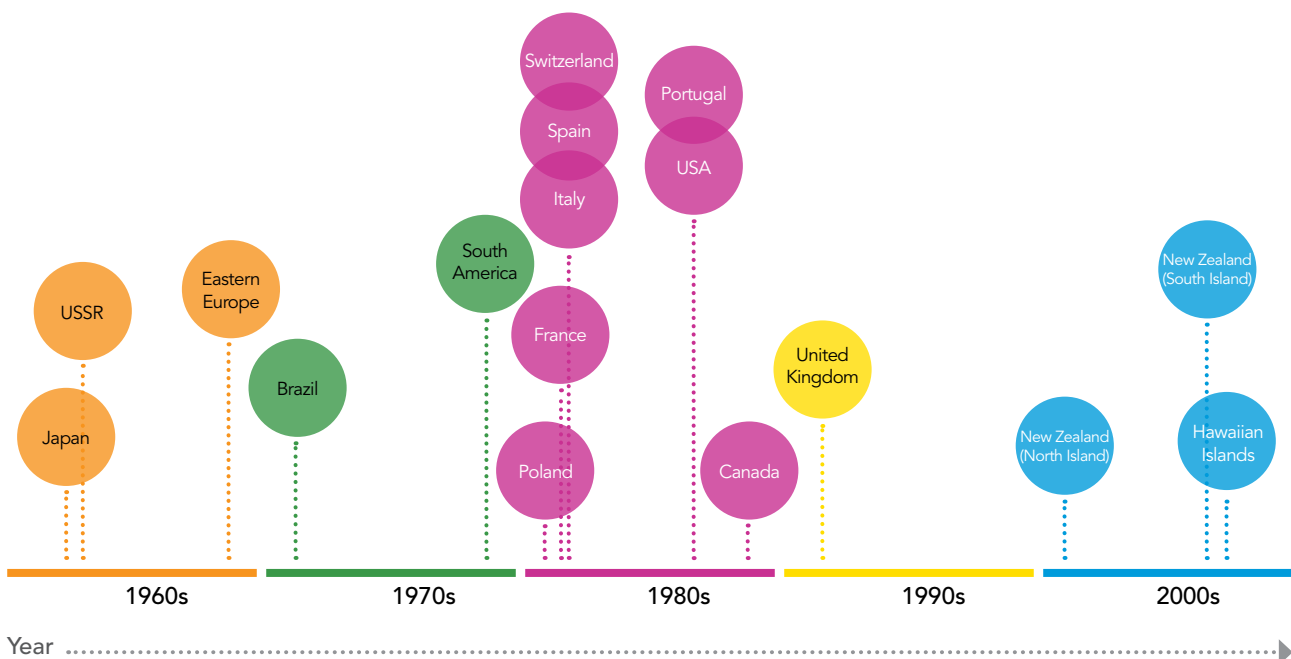 Switzerland
Spain
Italy
Portugal
USA
South
America
Eastern
Europe
USSR
Japan
Brazil
France
Poland
Canada
United
Kingdom
New Zealand
(South Island)
New Zealand
(North Island)
Hawaiian
Islands
1960s
1970s
1980s
1990s
2000s
Year